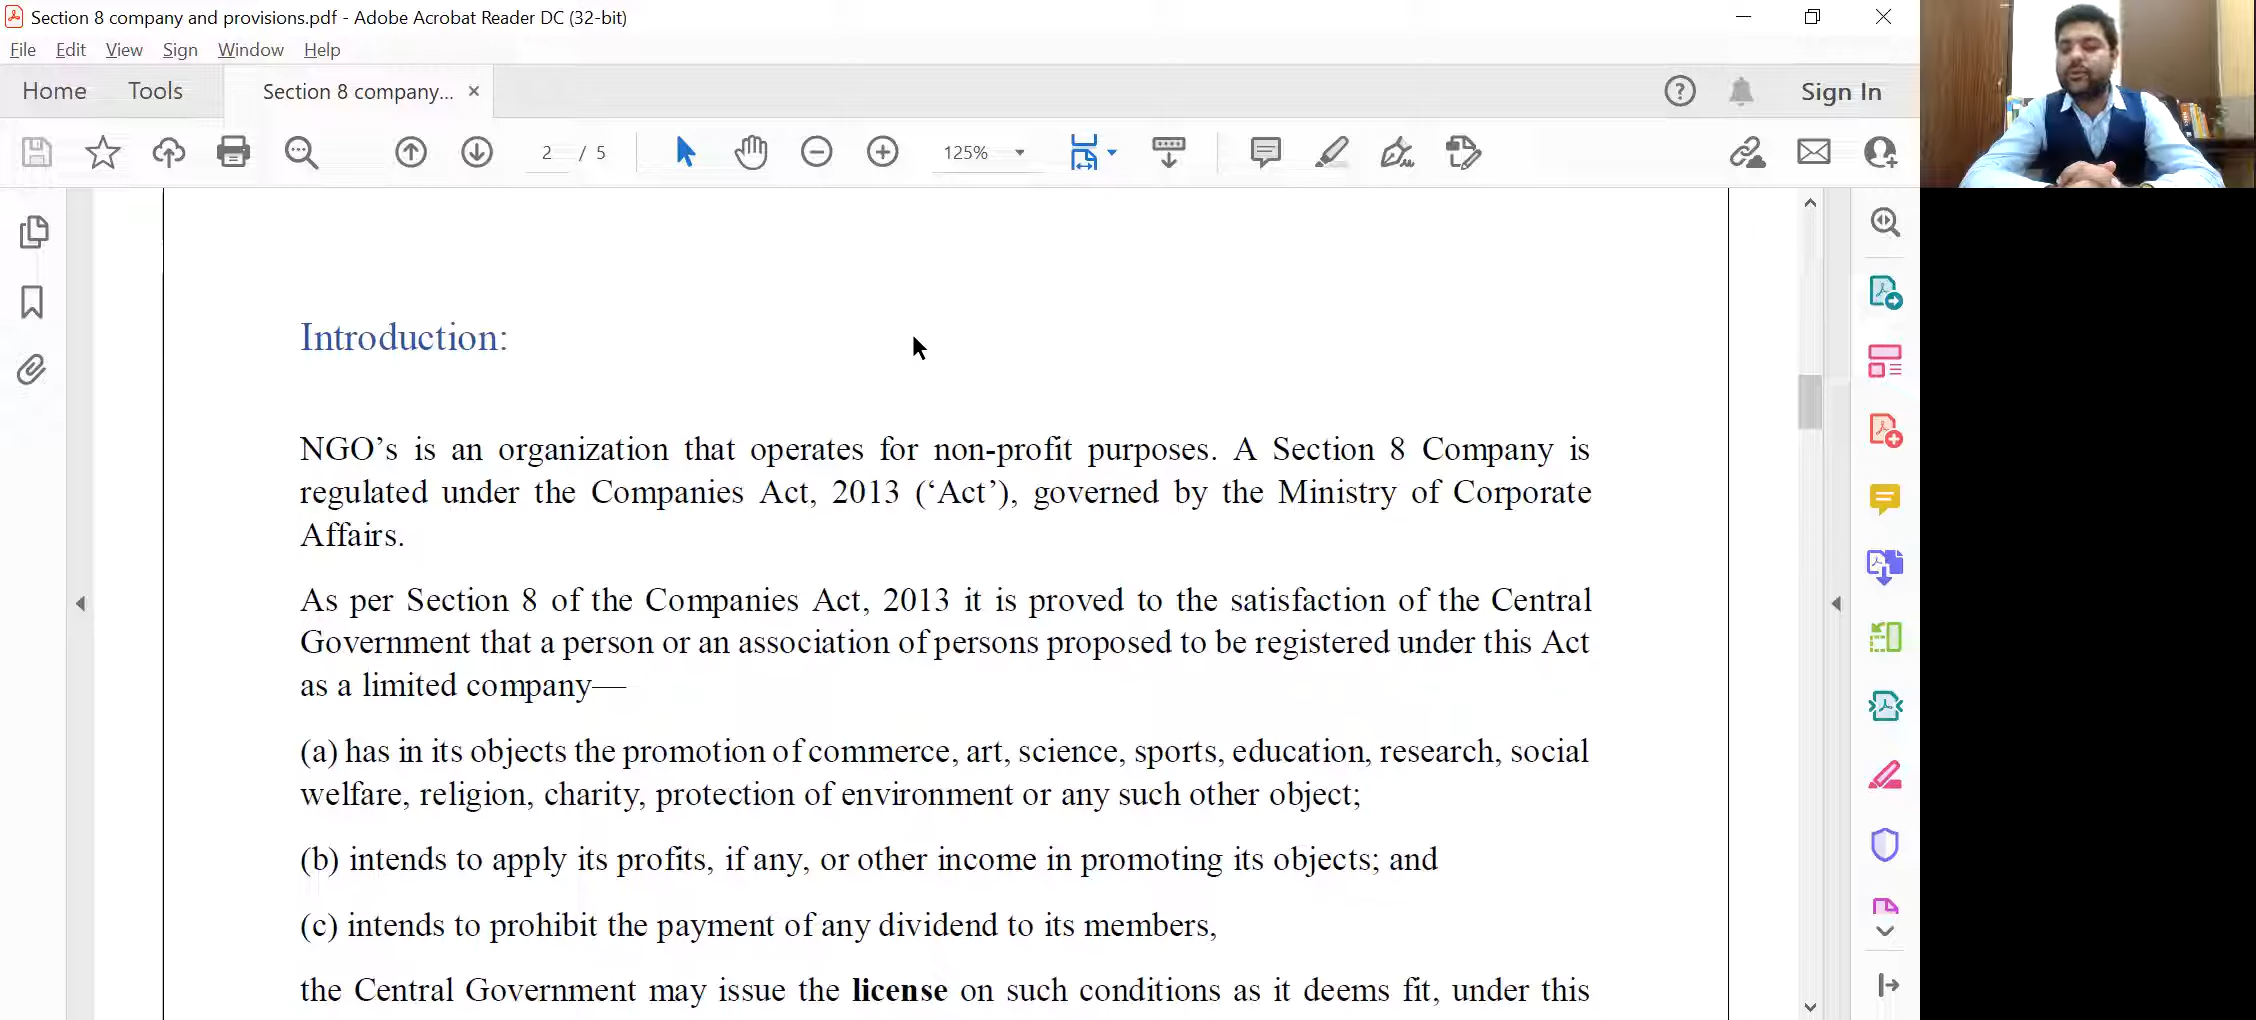 Section 8 company and provisions.pdf - Adobe Acrobat Reader DC (32-bit)
File Edit View Sign Window Help
Home Tools Section 8 company... × Sign In
2 / 5 125%
Introduction:
NGO’s is an organization that operates for non-profit purposes. A Section 8 Company is
regulated under the Companies Act, 2013 (‘Act’), governed by the Ministry of Corporate
Affairs.
As per Section 8 of the Companies Act, 2013 it is proved to the satisfaction of the Central
Government that a person or an association of persons proposed to be registered under this Act
as a limited company—
(a) has in its objects the promotion of commerce, art, science, sports, education, research, social
welfare, religion, charity, protection of environment or any such other object;
(b) intends to apply its profits, if any, or other income in promoting its objects; and
(c) intends to prohibit the payment of any dividend to its members,
the Central Government may issue the license on such conditions as it deems fit, under this